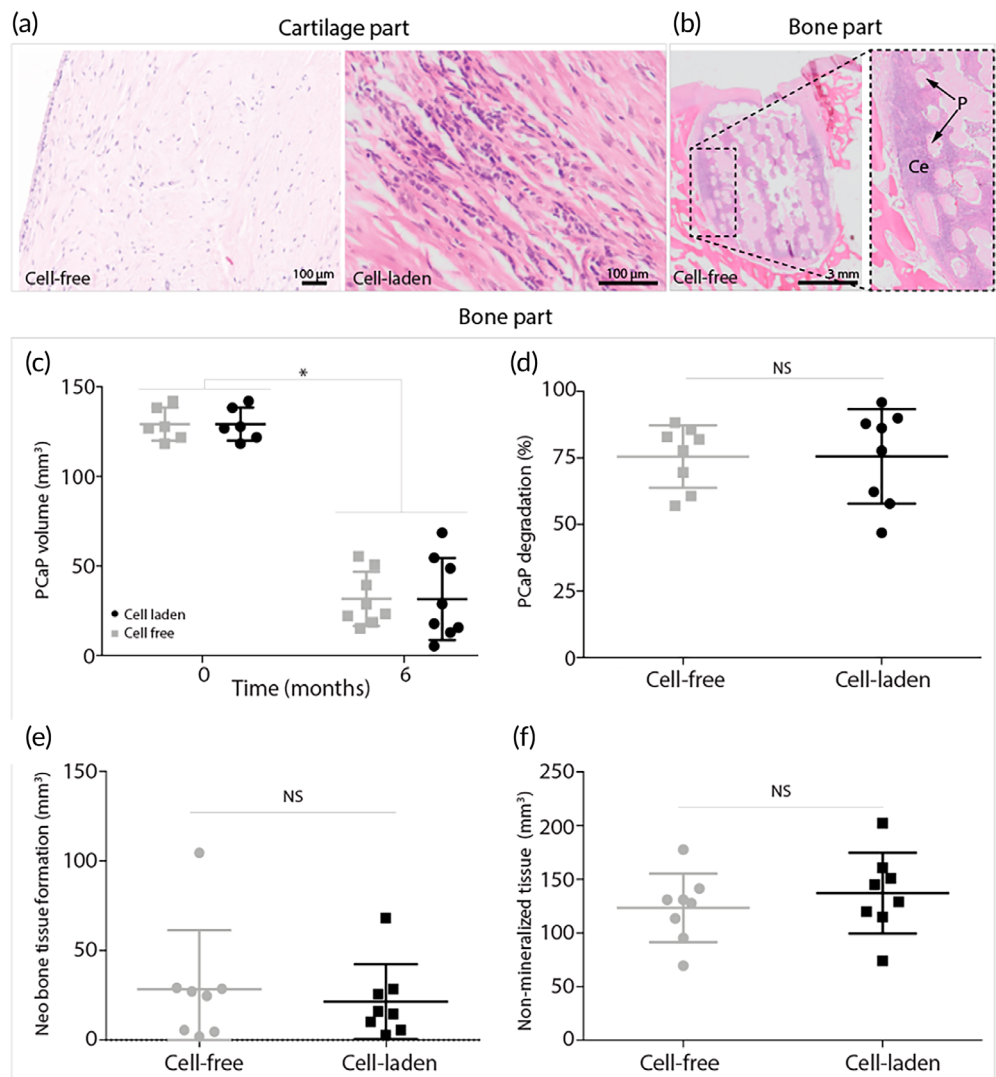 (a)
Cartilage part
Cell-free
100 µm
Cell-laden
100 µm
(b)
Bone part
P
Ce
Cell-free
3 mm
Bone part
(c)
PCaP volume (mm³)
150
100
50
0
*
Cell laden
Cell free
0
6
Time (months)
(d)
PCaP degradation (%)
100
75
50
25
0
NS
Cell-free
Cell-laden
(e)
Neobone tissue formation (mm³)
150
100
50
0
NS
Cell-free
Cell-laden
(f)
Non-mineralized tissue (mm³)
250
200
150
100
50
0
NS
Cell-free
Cell-laden